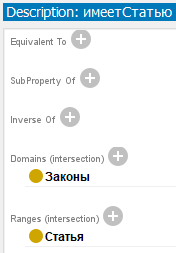 Description: имеетСтатью
Equivalent To
SubProperty Of
Inverse Of
Domains (intersection)
Законы
Ranges (intersection)
Статья